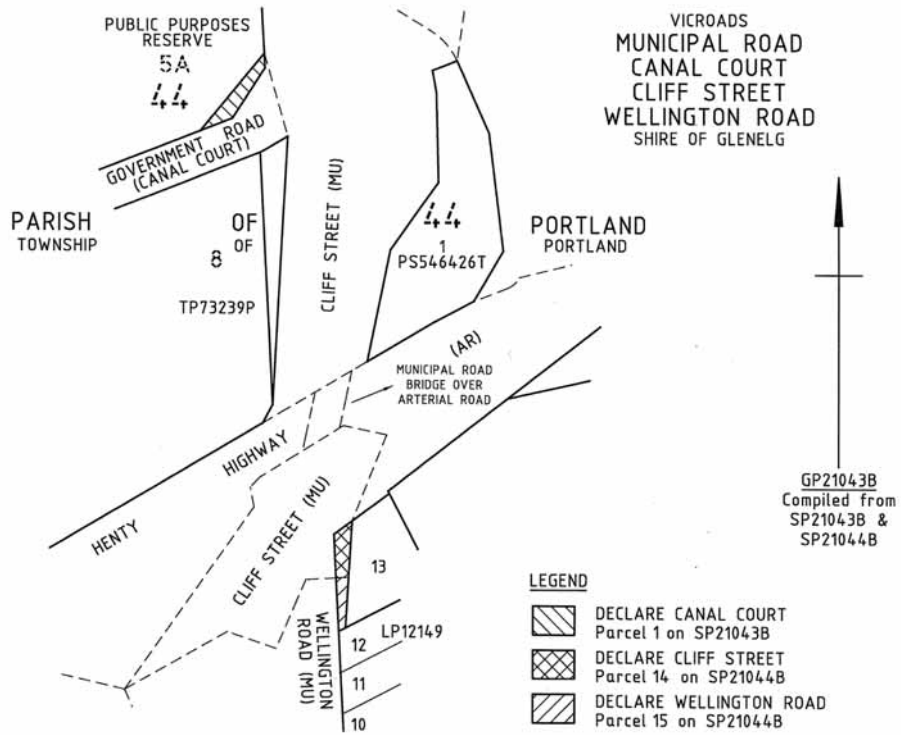 PUBLIC PURPOSES
RESERVE
5A
44
GOVERNMENT ROAD
(CANAL COURT)
VICROADS
MUNICIPAL ROAD
CANAL COURT
CLIFF STREET
WELLINGTON ROAD
SHIRE OF GLENELG
PARISH
TOWNSHIP
OF
OF
8
TP73239P
CLIFF STREET (MU)
44
1
PS546426T
PORTLAND
PORTLAND
(AR)
MUNICIPAL ROAD
BRIDGE OVER
ARTERIAL ROAD
HENTY
HIGHWAY
CLIFF STREET (MU)
WELLINGTON
ROAD (MU)
13
LP12149
12
11
10
GP21043B
Compiled from
SP21043B &
SP21044B
LEGEND
DECLARE CANAL COURT
Parcel 1 on SP21043B
DECLARE CLIFF STREET
Parcel 14 on SP21044B
DECLARE WELLINGTON ROAD
Parcel 15 on SP21044B